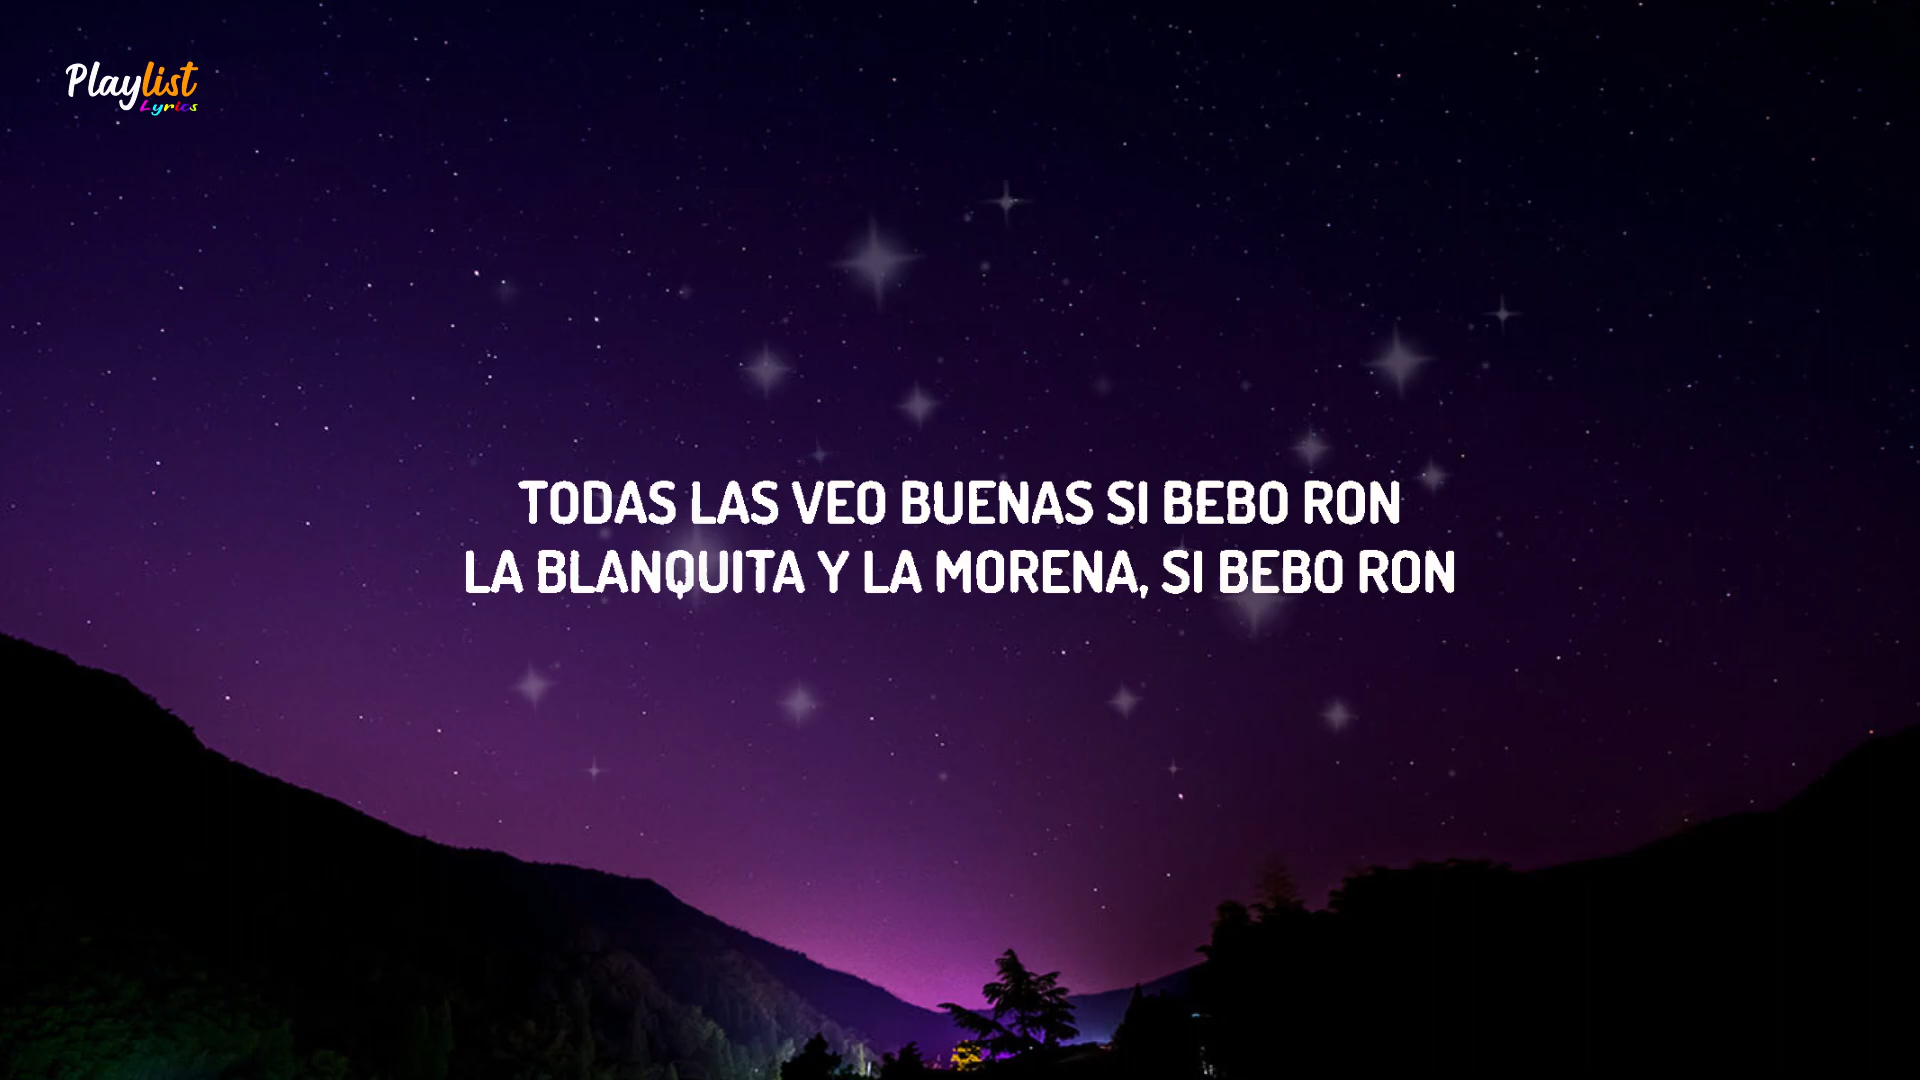 Playlist
Lyrics
TODAS LAS VEO BUENAS SI BEBO RON
LA BLANQUITA Y LA MORENA, SI BEBO RON